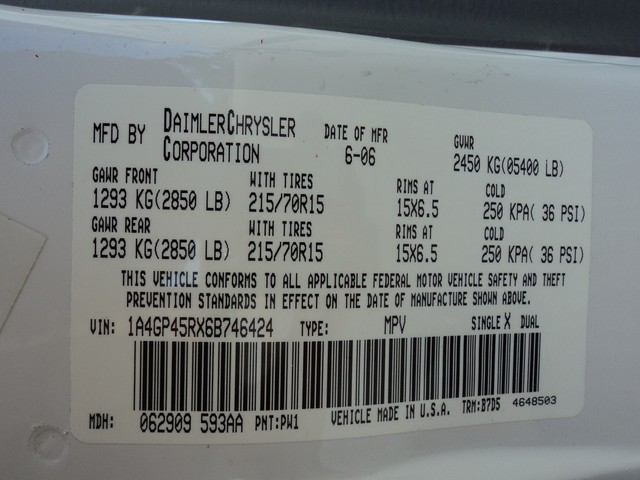 MFD BY DAIMLERCHRYSLER CORPORATION DATE OF MFR 6-06 GVWR 2450 KG(05400 LB)
GAWR FRONT WITH TIRES RIMS AT COLD
1293 KG(2850 LB) 215/70R15 15X6.5 250 KPA( 36 PSI)
GAWR REAR WITH TIRES RIMS AT COLD
1293 KG(2850 LB) 215/70R15 15X6.5 250 KPA( 36 PSI)
THIS VEHICLE CONFORMS TO ALL APPLICABLE FEDERAL MOTOR VEHICLE SAFETY AND THEFT
PREVENTION STANDARDS IN EFFECT ON THE DATE OF MANUFACTURE SHOWN ABOVE.
VIN: 1A4GP45RX6B746424 TYPE: MPV SINGLE X DUAL
MDH: 062909 593AA PNT:PW1 VEHICLE MADE IN U.S.A. TRM:B7D5 4648503